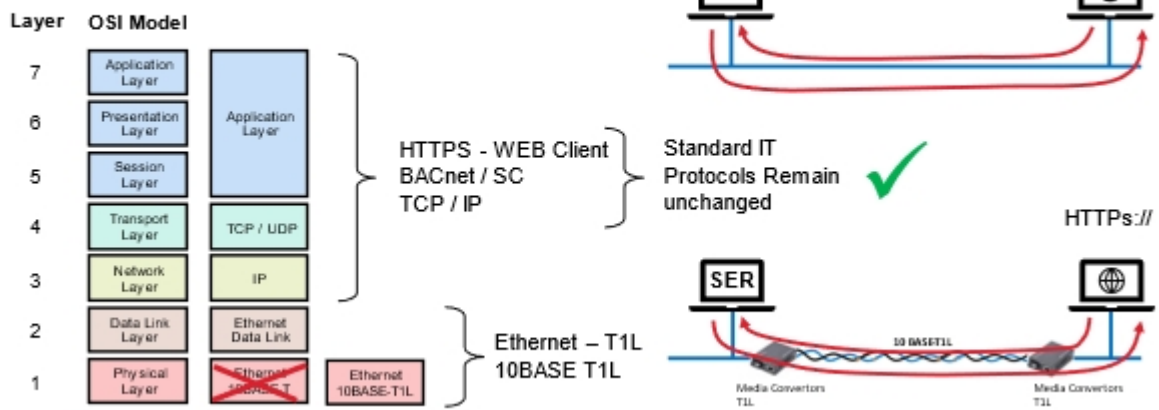 Layer OSI Model
7
Application
Layer
6
Presentation
Layer
Application
Layer
5
Session
Layer
4
Transport
Layer
TCP / UDP
3
Network
Layer
IP
2
Data Link
Layer
Ethernet
Data Link
1
Physical
Layer
Ethernet
10BASE-T
Ethernet
10BASE-T1L
HTTPS - WEB Client
BACnet / SC
TCP / IP
Standard IT
Protocols Remain
unchanged
Ethernet – T1L
10BASE T1L
HTTPs://
SER
10 BASET1L
Media Convertors
T1L
Media Convertors
T1L